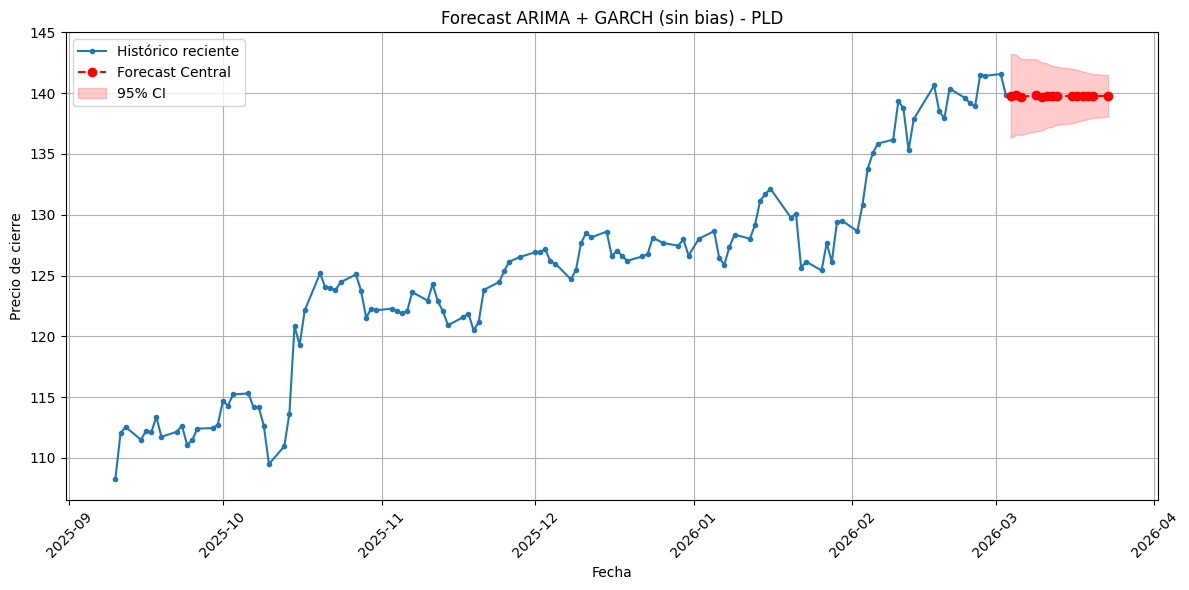 Forecast ARIMA + GARCH (sin bias) - PLD
Histórico reciente
Forecast Central
95% CI
Precio de cierre
145
140
135
130
125
120
115
110
2025-09
2025-10
2025-11
2025-12
2026-01
2026-02
2026-03
2026-04
Fecha